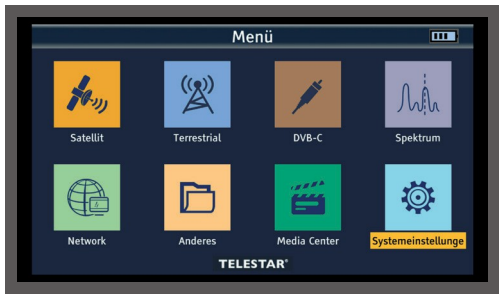 Menü
Satellit
Terrestrial
DVB-C
Spektrum
Network
Anderes
Media Center
Systemeinstellunge
TELESTAR®